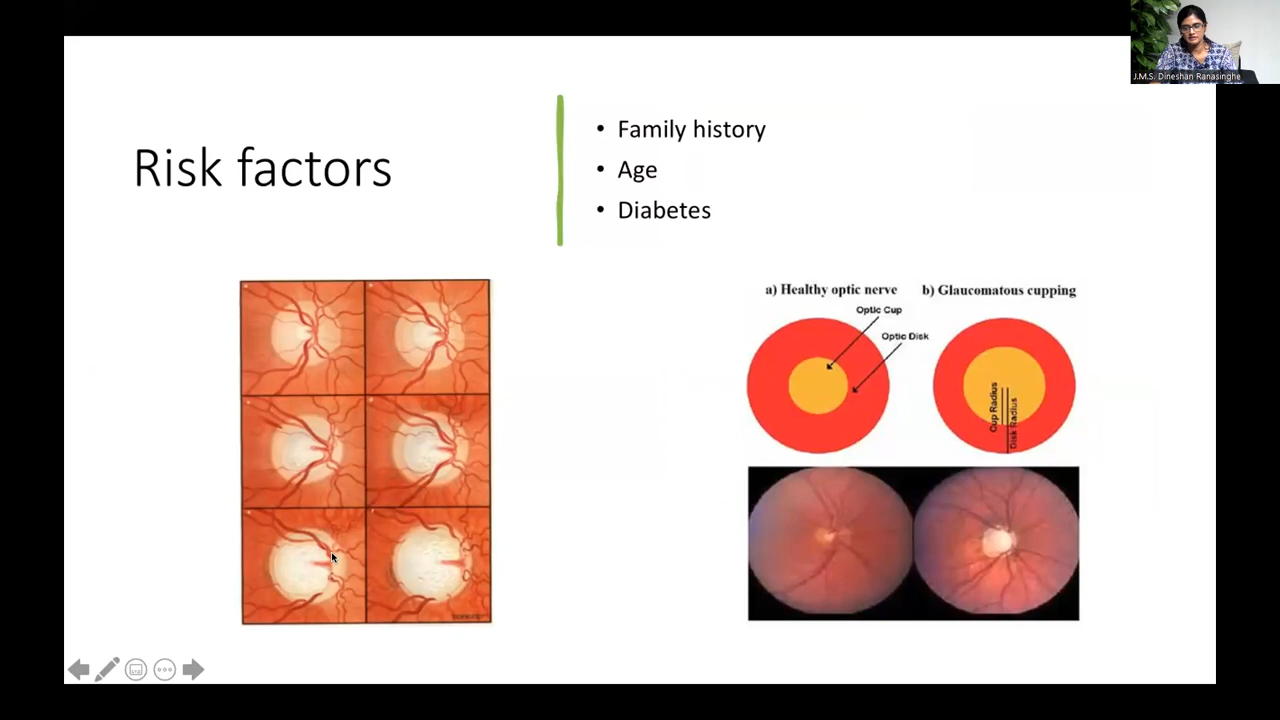 J.M.S. Dineshan Ranasinghe
Risk factors
• Family history
• Age
• Diabetes
a) Healthy optic nerve
b) Glaucomatous cupping
Optic Cup
Optic Disk
Cup Radius
Disk Radius